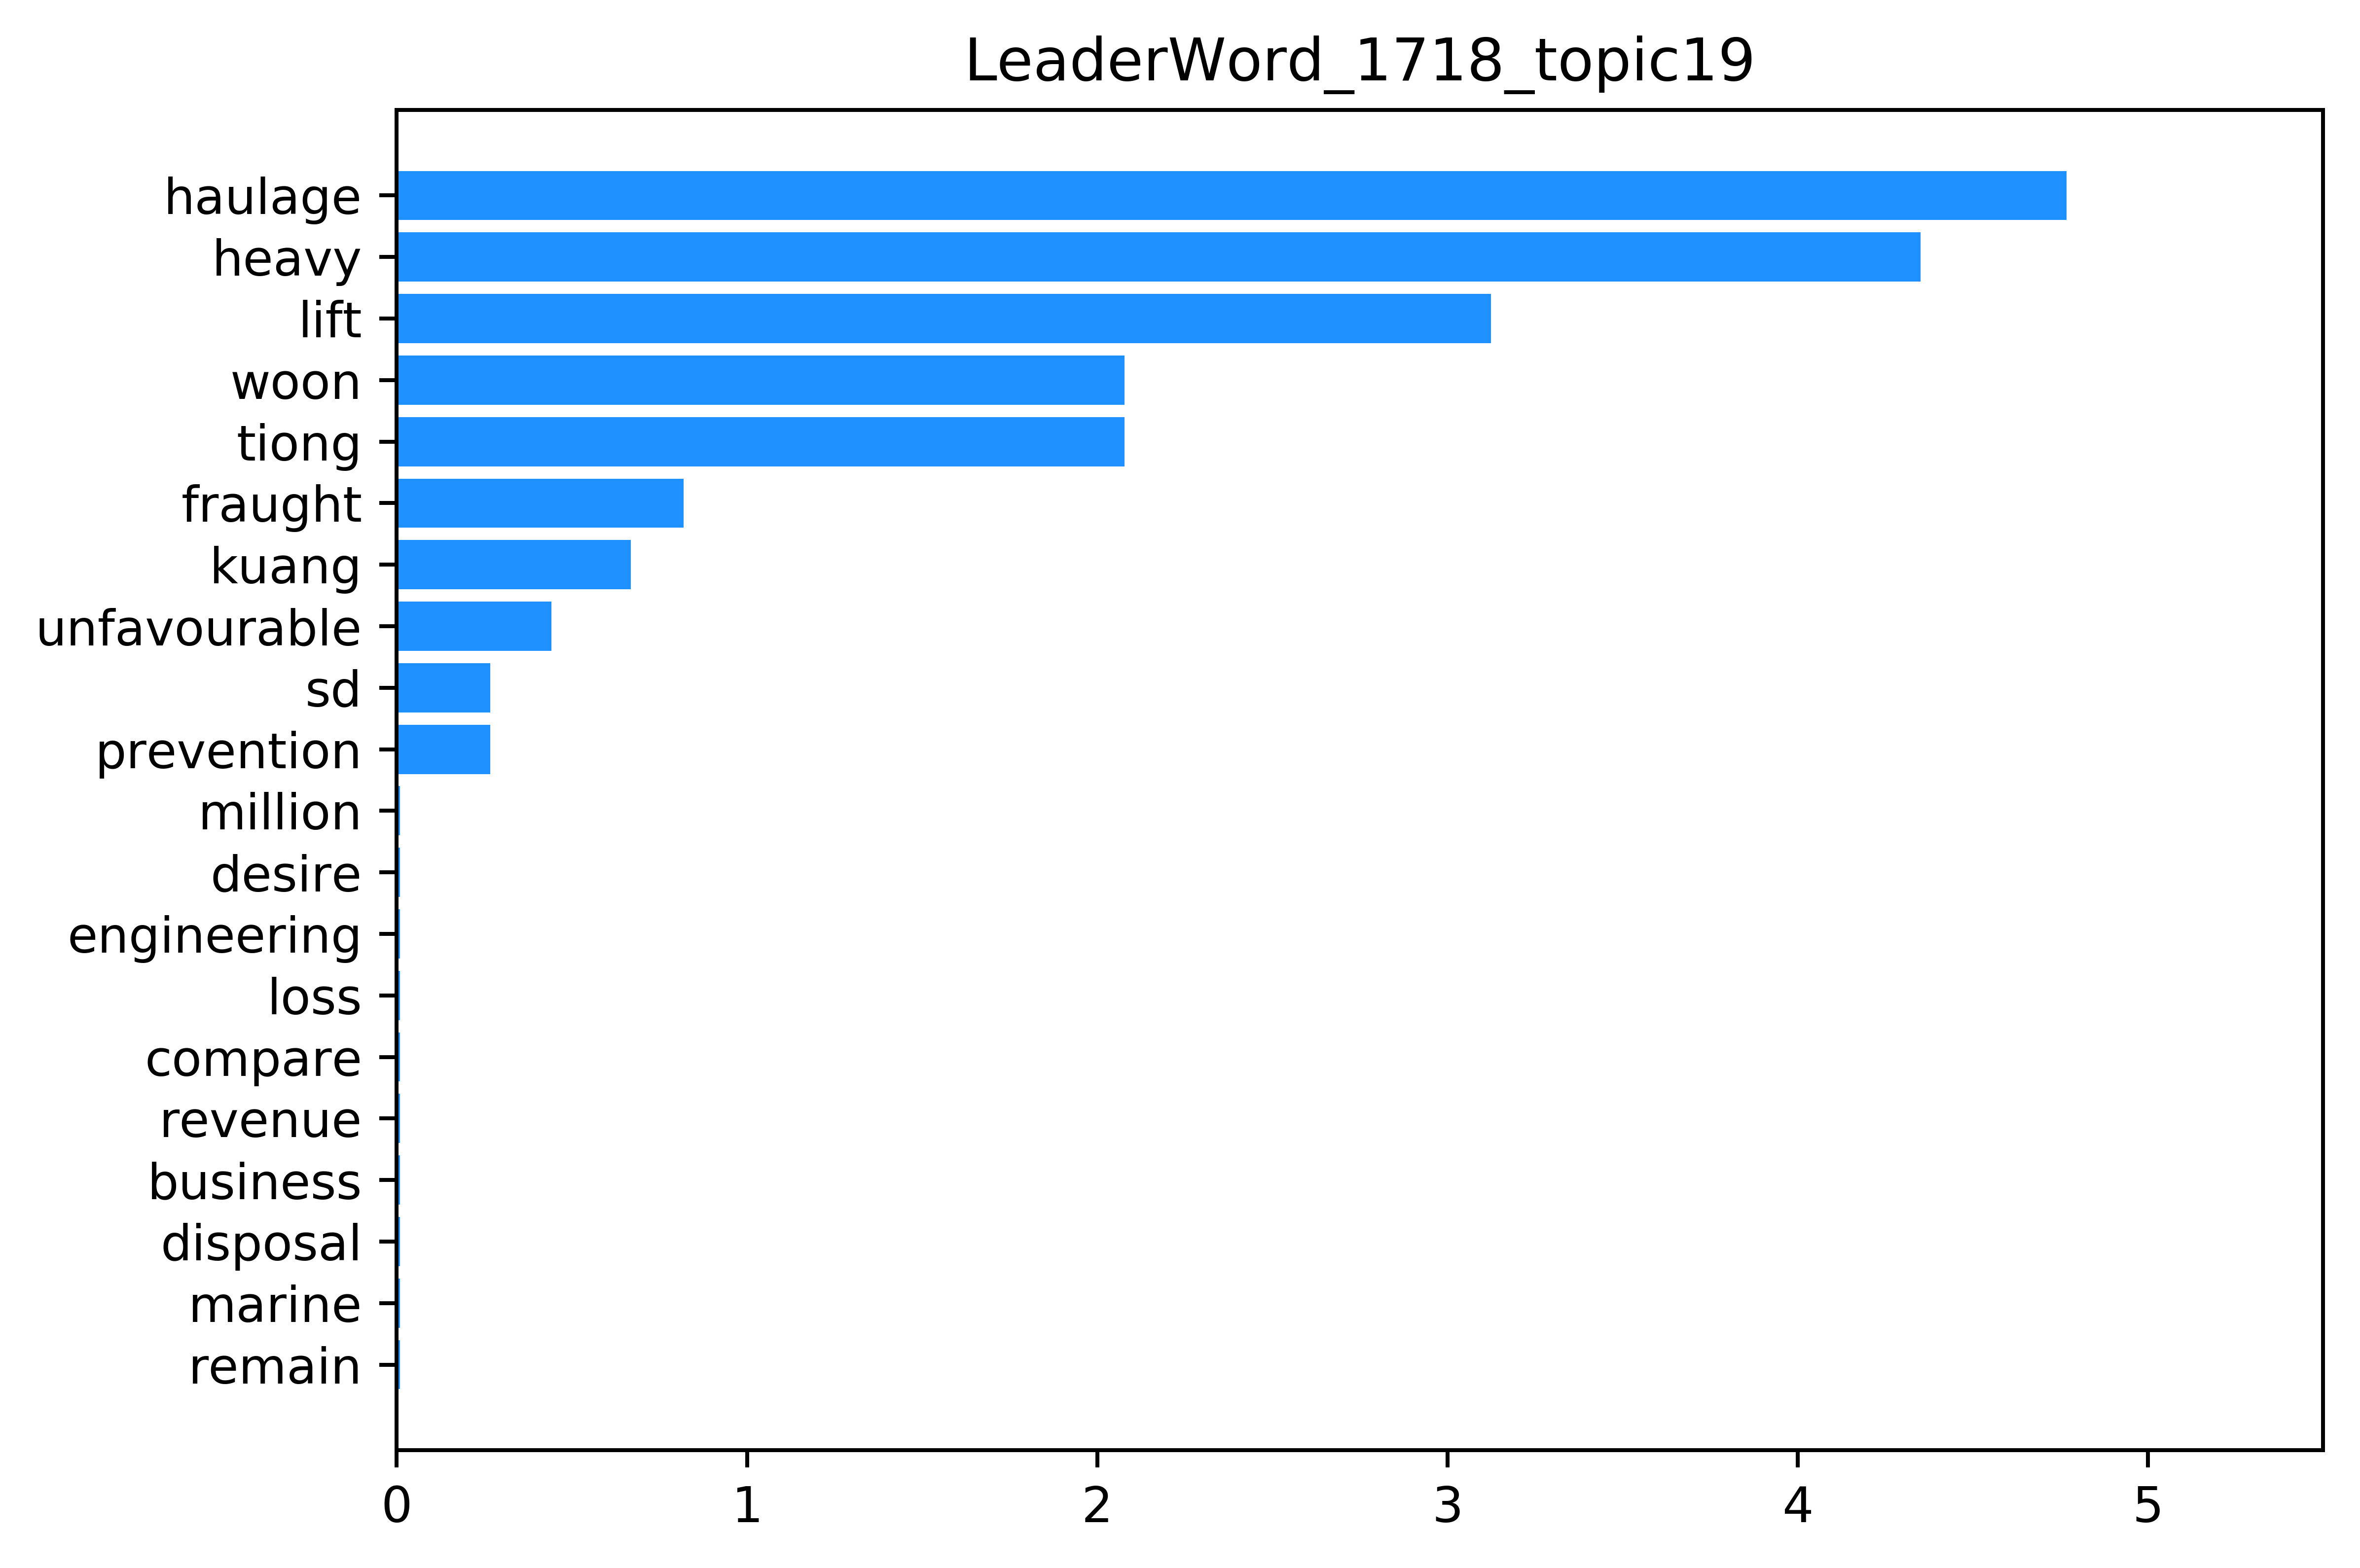 LeaderWord_1718_topic19
haulage
heavy
lift
woon
tiong
fraught
kuang
unfavourable
sd
prevention
million
desire
engineering
loss
compare
revenue
business
disposal
marine
remain
0 1 2 3 4 5